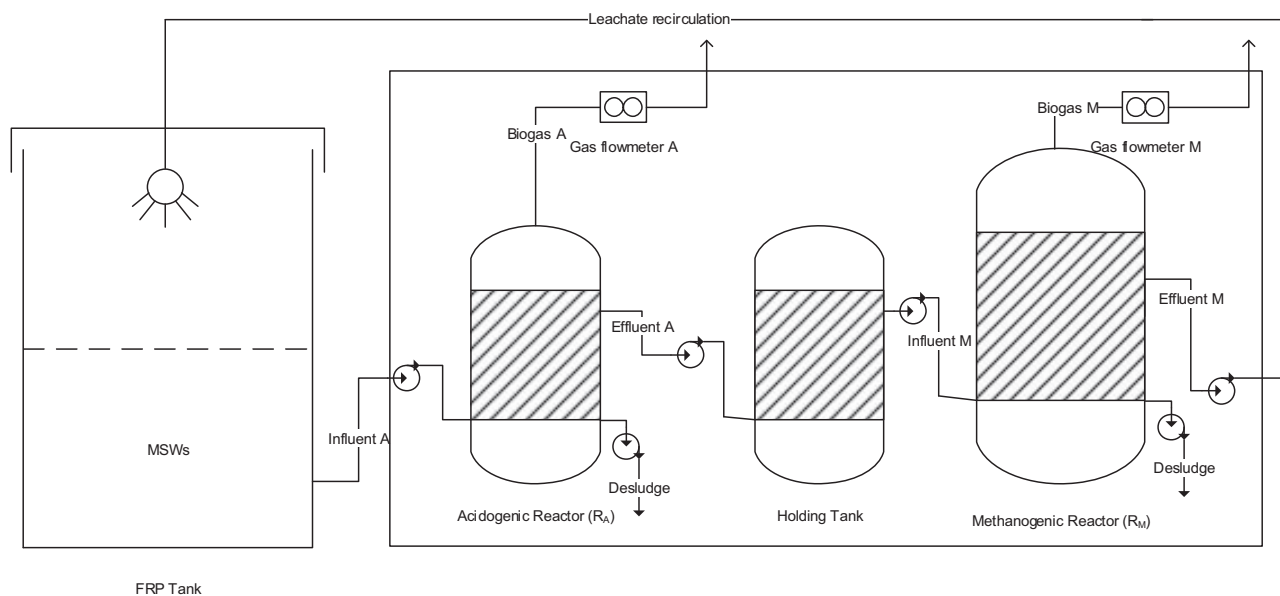 Leachate recirculation
Biogas A
Gas flowmeter A
Biogas M
Gas flowmeter M
Effluent A
Influent M
Effluent M
Influent A
MSWs
Desludge
Desludge
Acidogenic Reactor (RA)
Holding Tank
Methanogenic Reactor (RM)
FRP Tank